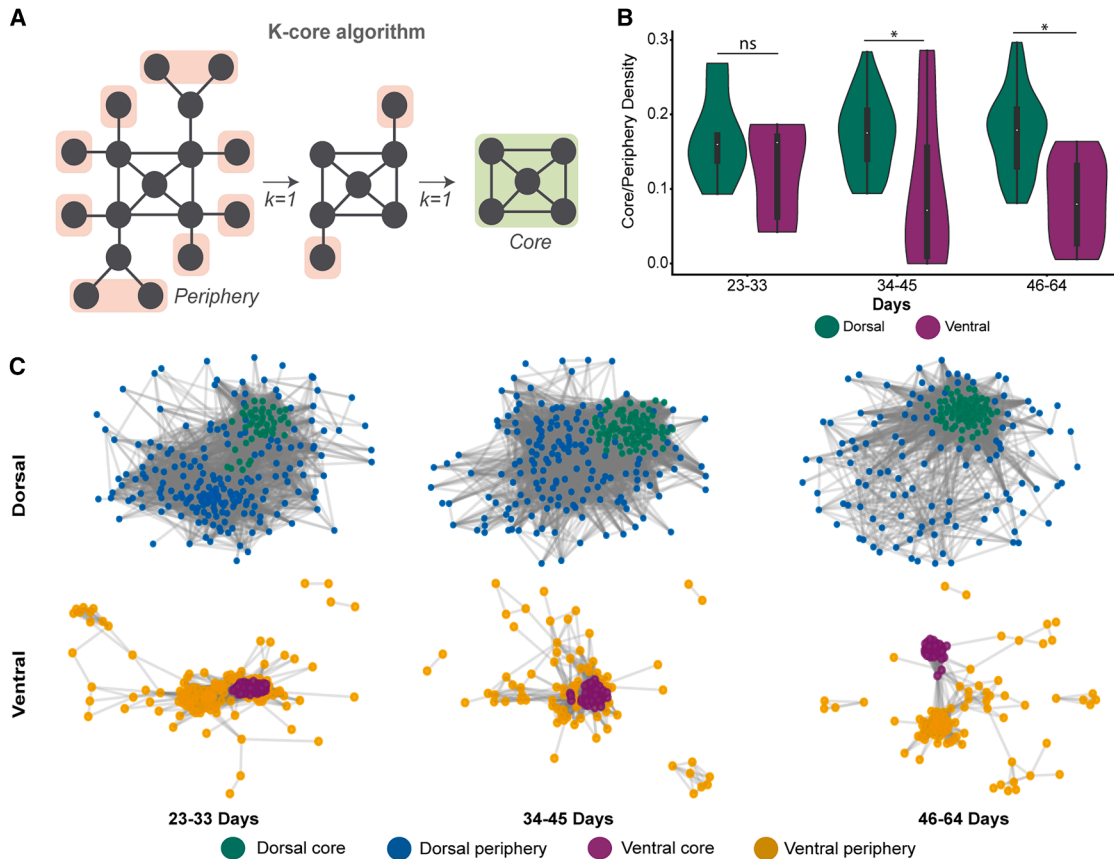 A
K-core algorithm
k=1
k=1
Core
Periphery
B
Core/Periphery Density
0.3
0.2
0.1
0.0
ns
*
*
23-33
34-45
46-64
Days
Dorsal
Ventral
C
Dorsal
Ventral
23-33 Days
34-45 Days
46-64 Days
Dorsal core
Dorsal periphery
Ventral core
Ventral periphery